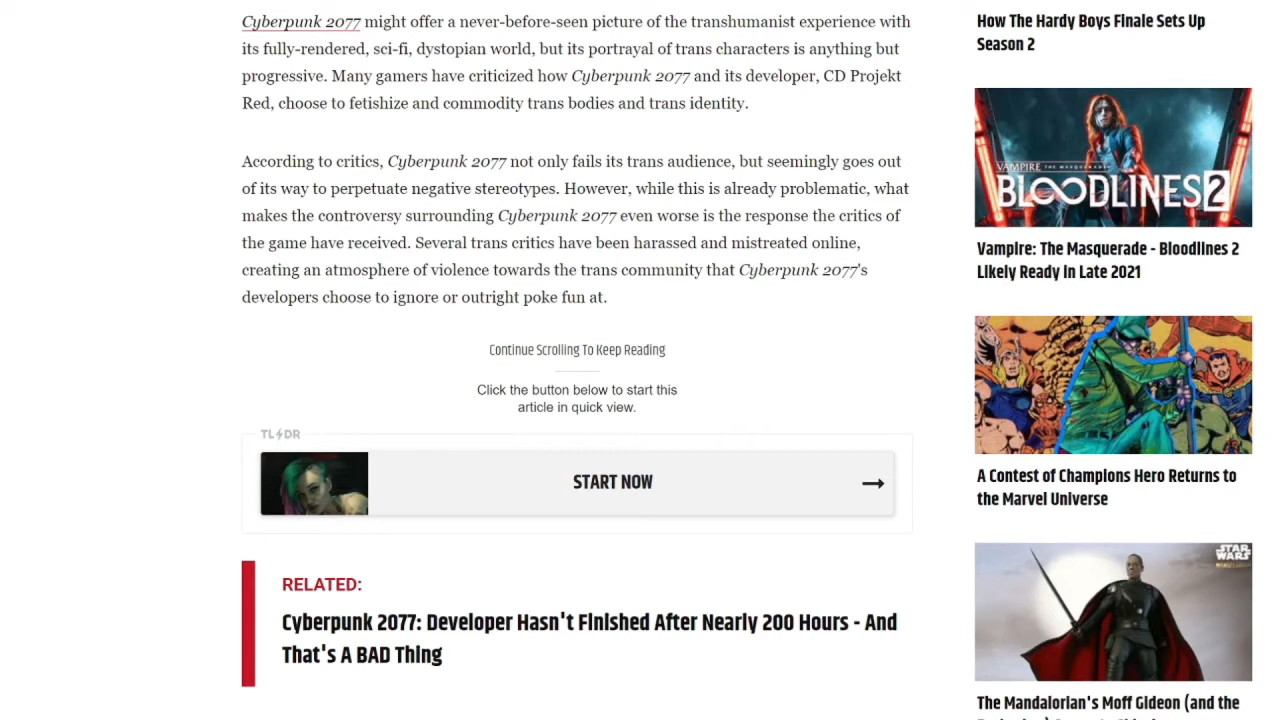 Cyberpunk 2077 might offer a never-before-seen picture of the transhumanist experience with
its fully-rendered, sci-fi, dystopian world, but its portrayal of trans characters is anything but
progressive. Many gamers have criticized how Cyberpunk 2077 and its developer, CD Projekt
Red, choose to fetishize and commodity trans bodies and trans identity.
According to critics, Cyberpunk 2077 not only fails its trans audience, but seemingly goes out
of its way to perpetuate negative stereotypes. However, while this is already problematic, what
makes the controversy surrounding Cyberpunk 2077 even worse is the response the critics of
the game have received. Several trans critics have been harassed and mistreated online,
creating an atmosphere of violence towards the trans community that Cyberpunk 2077's
developers choose to ignore or outright poke fun at.
Continue Scrolling To Keep Reading
Click the button below to start this
article in quick view.
TL DR
START NOW
RELATED:
Cyberpunk 2077: Developer Hasn't Finished After Nearly 200 Hours - And
That's A BAD Thing
How The Hardy Boys Finale Sets Up
Season 2
VAMPIRE THE MASQUERADE
BLOODLINES 2
Vampire: The Masquerade - Bloodlines 2
Likely Ready in Late 2021
A Contest of Champions Hero Returns to
the Marvel Universe
STAR
WARS
The Mandalorian's Moff Gideon (and the